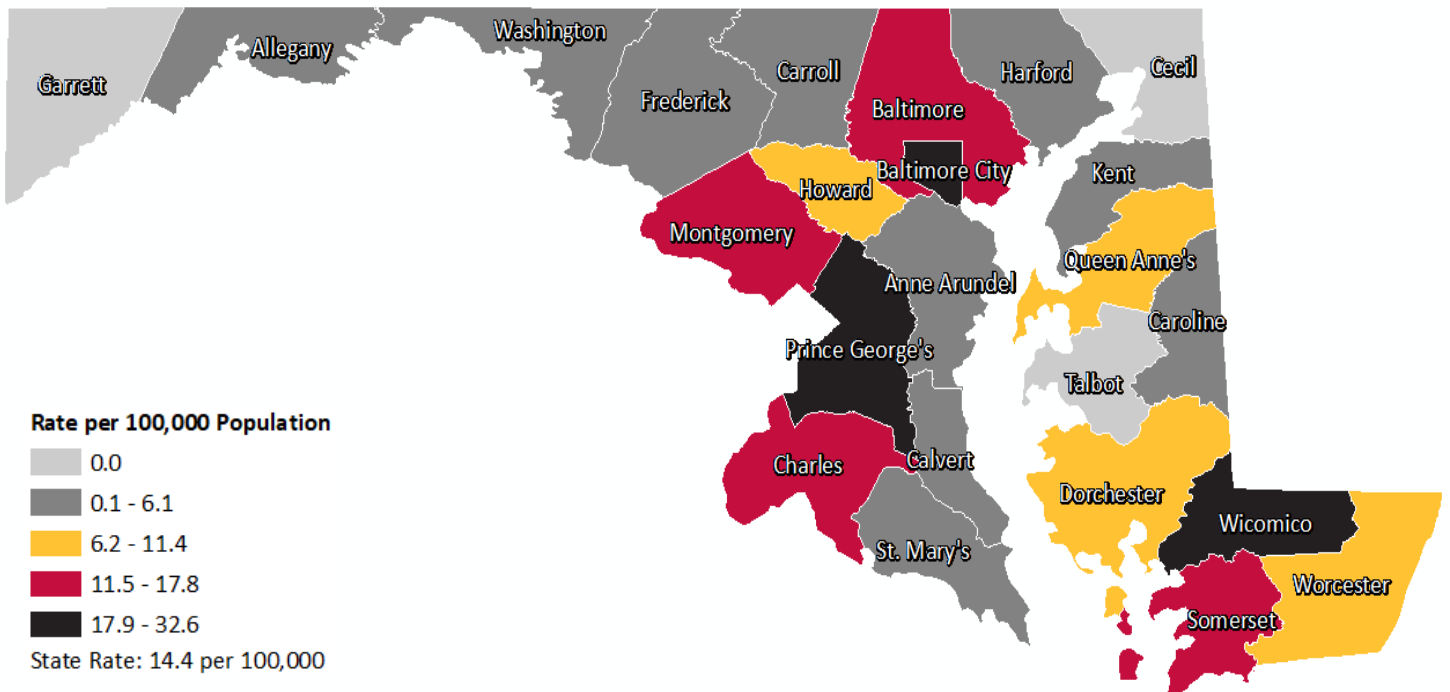 Washington
Allegany
Garrett
Frederick
Carroll
Harford
Cecil
Baltimore
Baltimore City
Howard
Kent
Montgomery
Queen Anne's
Anne Arundel
Caroline
Prince George's
Talbot
Charles
Calvert
Dorchester
St. Mary's
Wicomico
Worcester
Somerset
Rate per 100,000 Population
0.0
0.1 - 6.1
6.2 - 11.4
11.5 - 17.8
17.9 - 32.6
State Rate: 14.4 per 100,000